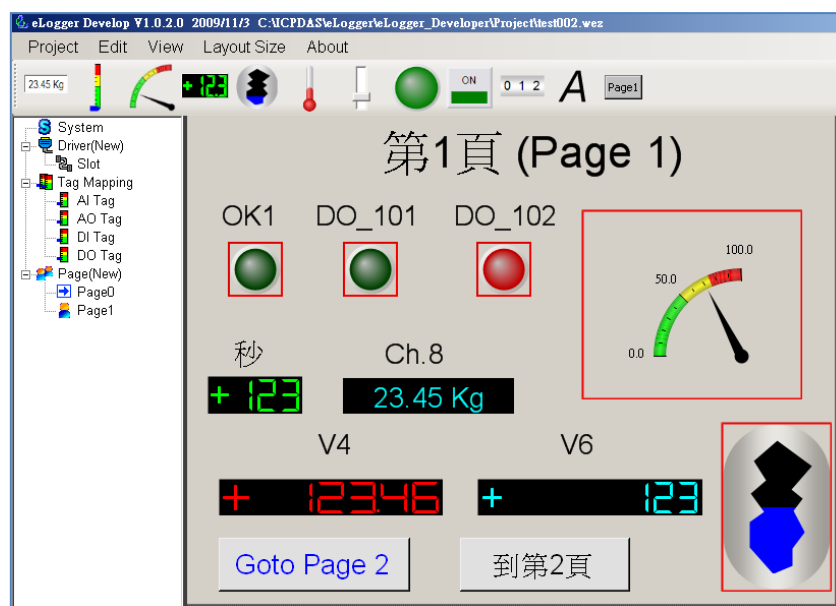 eLogger Develop V1.0.2.0 2009/11/3 C:\ICPDAS\eLogger\eLogger_Developer\Project\test002.wez
Project Edit View Layout Size About
23.45 Kg +12.3 ON 0 1 2 A Page1
System
Driver(New)
Slot
Tag Mapping
AI Tag
AO Tag
DI Tag
DO Tag
Page(New)
Page0
Page1
第1頁 (Page 1)
OK1 DO_101 DO_102
100.0
50.0
0.0
秒 Ch.8
+123 23.45 Kg
V4 V6
+ 123.46 + 123
Goto Page 2 到第2頁